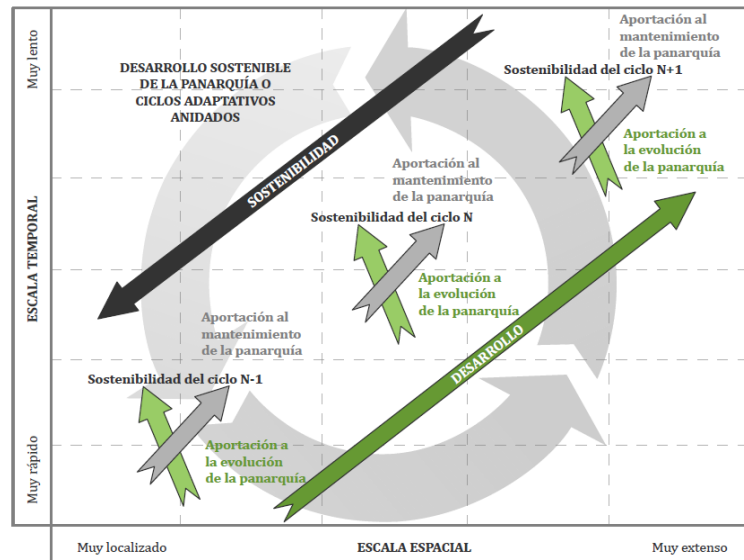 Aportación al
mantenimiento
de la panarquía
Sostenibilidad del ciclo N+1
DESARROLLO SOSTENIBLE
DE LA PANARQUÍA O
CICLOS ADAPTATIVOS
ANIDADOS
Aportación a
la evolución
de la panarquía
SOSTENIBILIDAD
Aportación al
mantenimiento
de la panarquía
Sostenibilidad del ciclo N
Aportación a
la evolución
de la panarquía
Aportación al
mantenimiento
de la panarquía
Sostenibilidad del ciclo N-1
DESARROLLO
Aportación a
la evolución
de la panarquía
Muy lento
ESCALA TEMPORAL
Muy rápido
Muy localizado
ESCALA ESPACIAL
Muy extenso